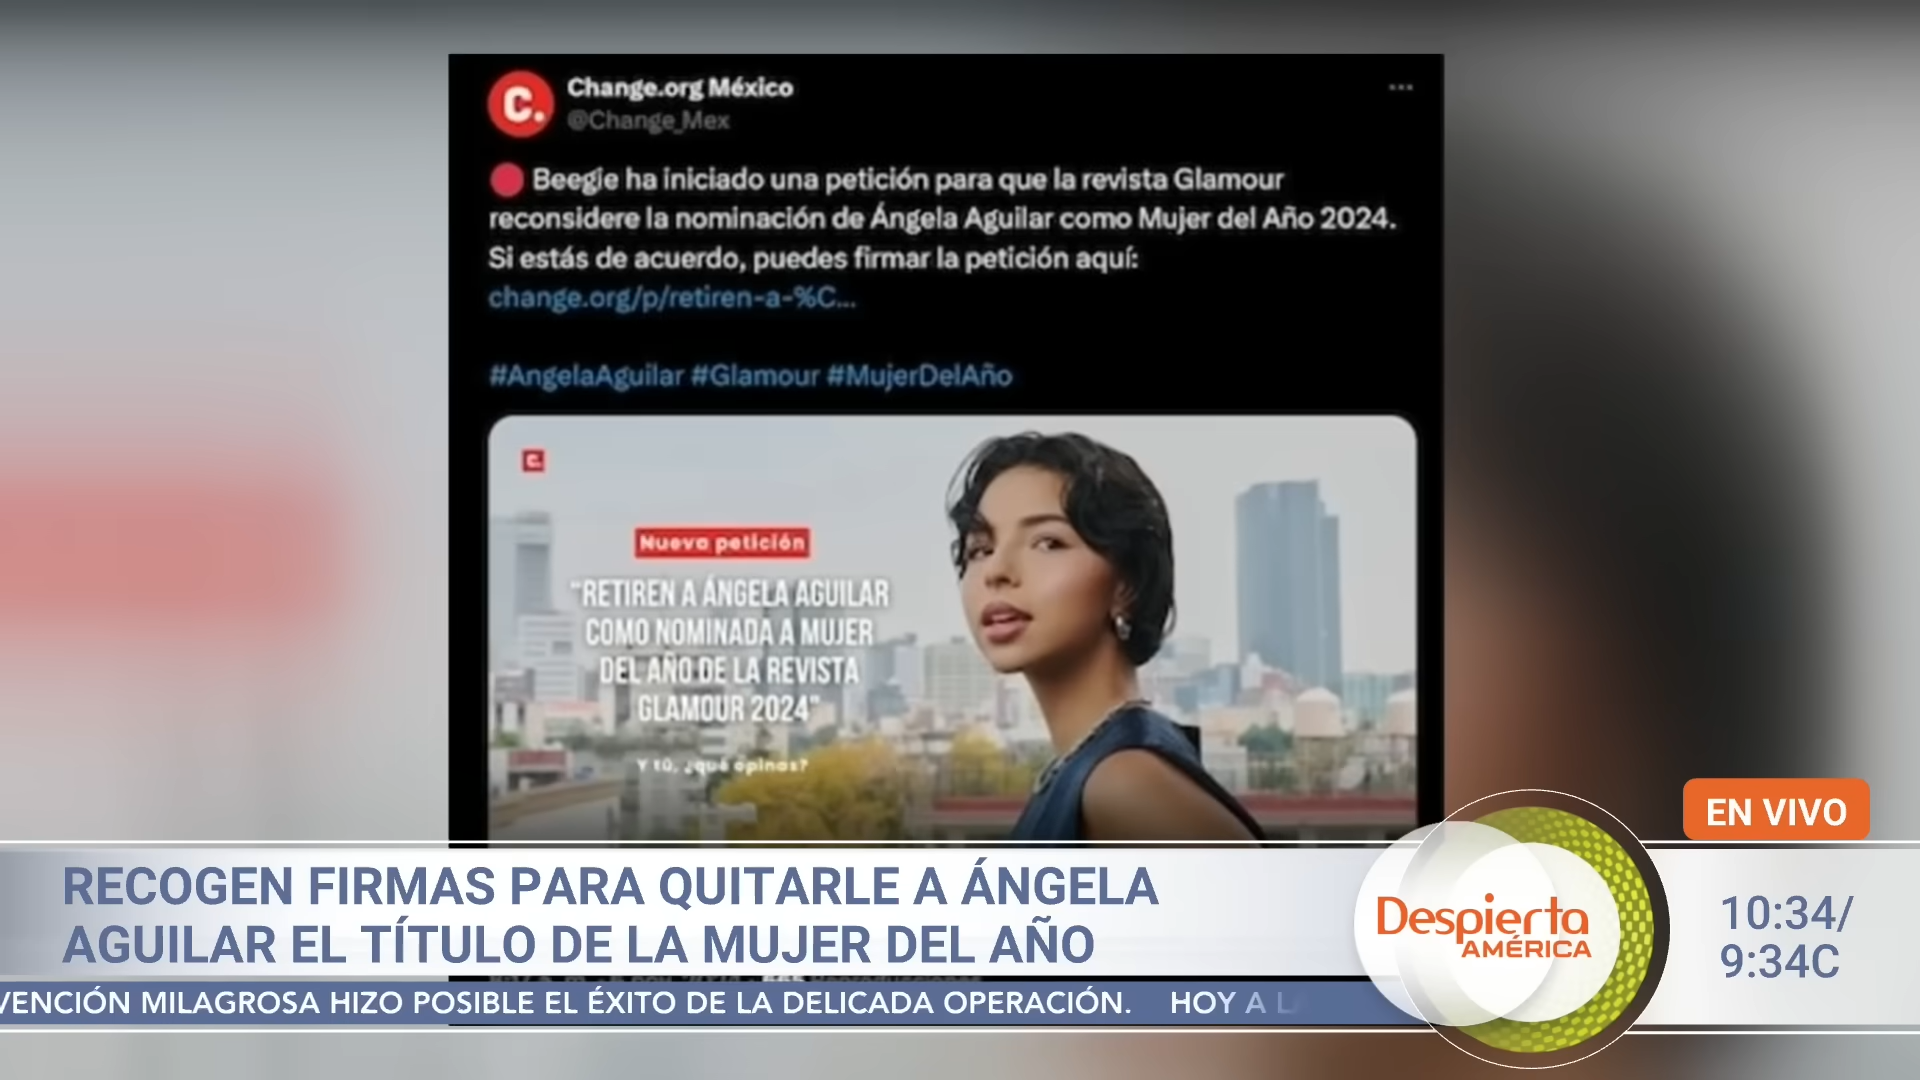 C.
Change.org México
@Change_Mex
Beegie ha iniciado una petición para que la revista Glamour
reconsidere la nominación de Ángela Aguilar como Mujer del Año 2024.
Si estás de acuerdo, puedes firmar la petición aquí:
change.org/p/retiren-a-%C...
#AngelaAguilar #Glamour #MujerDelAño
C.
Nueva petición
"RETIREN A ÁNGELA AGUILAR
COMO NOMINADA A MUJER
DEL AÑO DE LA REVISTA
GLAMOUR 2024"
Y tú, ¿qué opinas?
EN VIVO
RECOGEN FIRMAS PARA QUITARLE A ÁNGELA
AGUILAR EL TÍTULO DE LA MUJER DEL AÑO
Despierta
AMÉRICA
10:34/
9:34C
VENCIÓN MILAGROSA HIZO POSIBLE EL ÉXITO DE LA DELICADA OPERACIÓN. HOY A